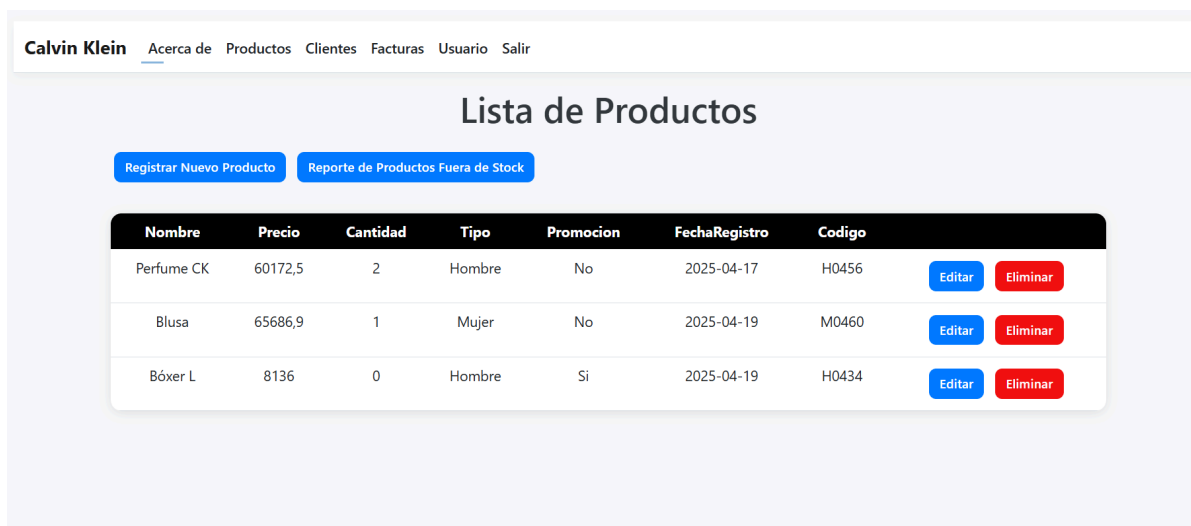 Calvin Klein Acerca de Productos Clientes Facturas Usuario Salir
Lista de Productos
Registrar Nuevo Producto Reporte de Productos Fuera de Stock
Nombre Precio Cantidad Tipo Promocion FechaRegistro Codigo
Perfume CK 60172,5 2 Hombre No 2025-04-17 H0456 Editar Eliminar
Blusa 65686,9 1 Mujer No 2025-04-19 M0460 Editar Eliminar
Bóxer L 8136 0 Hombre Si 2025-04-19 H0434 Editar Eliminar